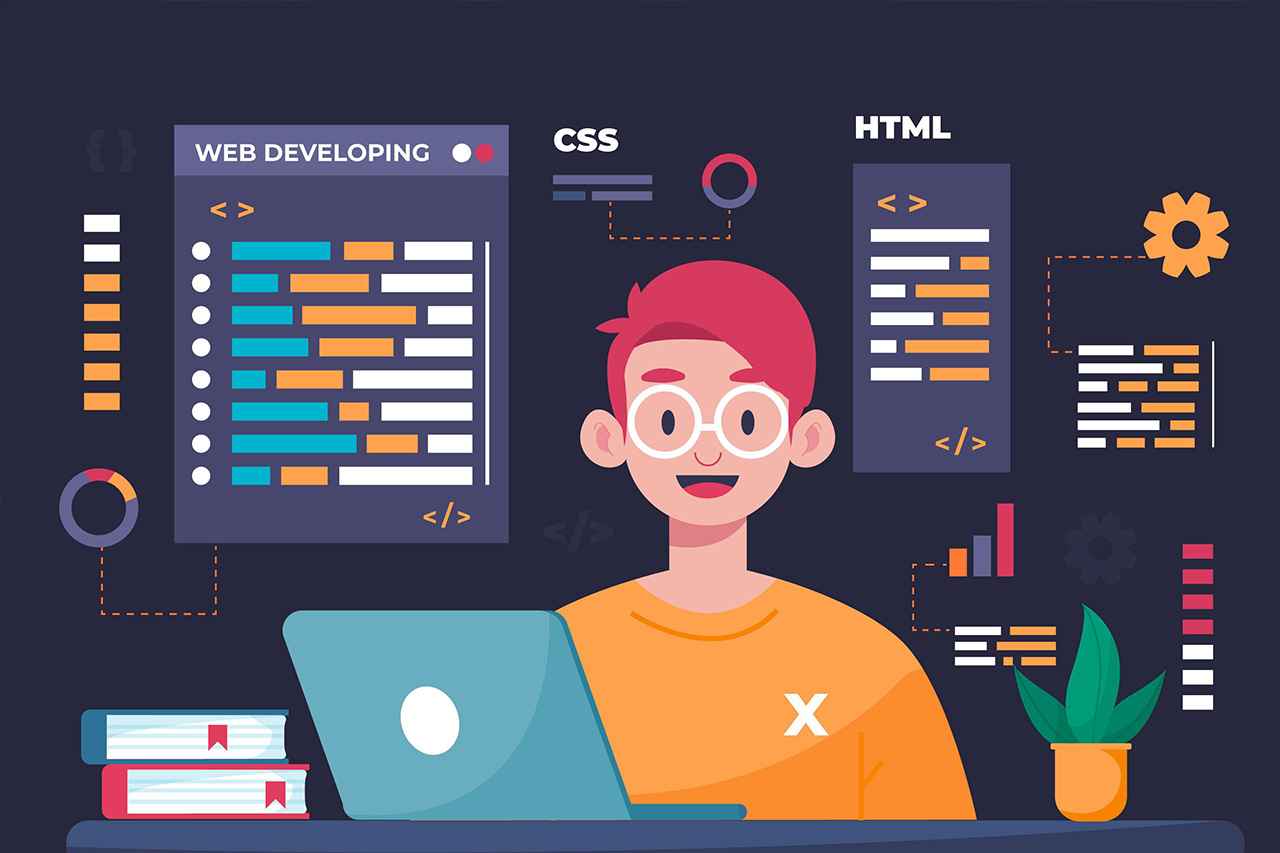 { }
WEB DEVELOPING
< >
</>
CSS
</>
HTML
< >
</>
X